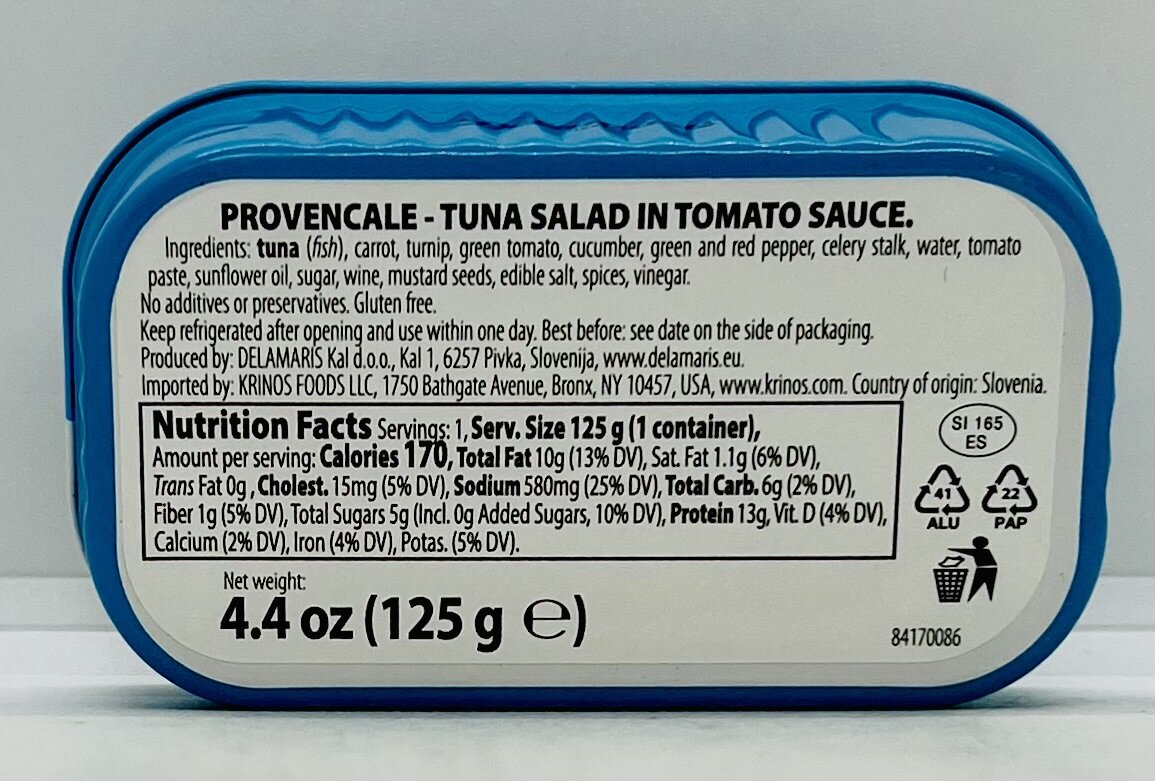 PROVENCALE - TUNA SALAD IN TOMATO SAUCE.
Ingredients: tuna (fish), carrot, turnip, green tomato, cucumber, green and red pepper, celery stalk, water, tomato
paste, sunflower oil, sugar, wine, mustard seeds, edible salt, spices, vinegar.
No additives or preservatives. Gluten free.
Keep refrigerated after opening and use within one day. Best before: see date on the side of packaging.
Produced by: DELAMARIS Kal d.o.o., Kal 1, 6257 Pivka, Slovenija, www.delamaris.eu.
Imported by: KRINOS FOODS LLC, 1750 Bathgate Avenue, Bronx, NY 10457, USA, www.krinos.com. Country of origin: Slovenia.
Nutrition Facts Servings: 1, Serv. Size 125 g (1 container),
Amount per serving: Calories 170, Total Fat 10g (13% DV), Sat. Fat 1.1g (6% DV),
Trans Fat 0g, Cholest. 15mg (5% DV), Sodium 580mg (25% DV), Total Carb. 6g (2% DV),
Fiber 1g (5% DV), Total Sugars 5g (Incl. 0g Added Sugars, 10% DV), Protein 13g, Vit. D (4% DV),
Calcium (2% DV), Iron (4% DV), Potas. (5% DV).
SI 165
ES
41
22
ALU
PAP
Net weight:
4.4 oz (125 g ℮)
84170086